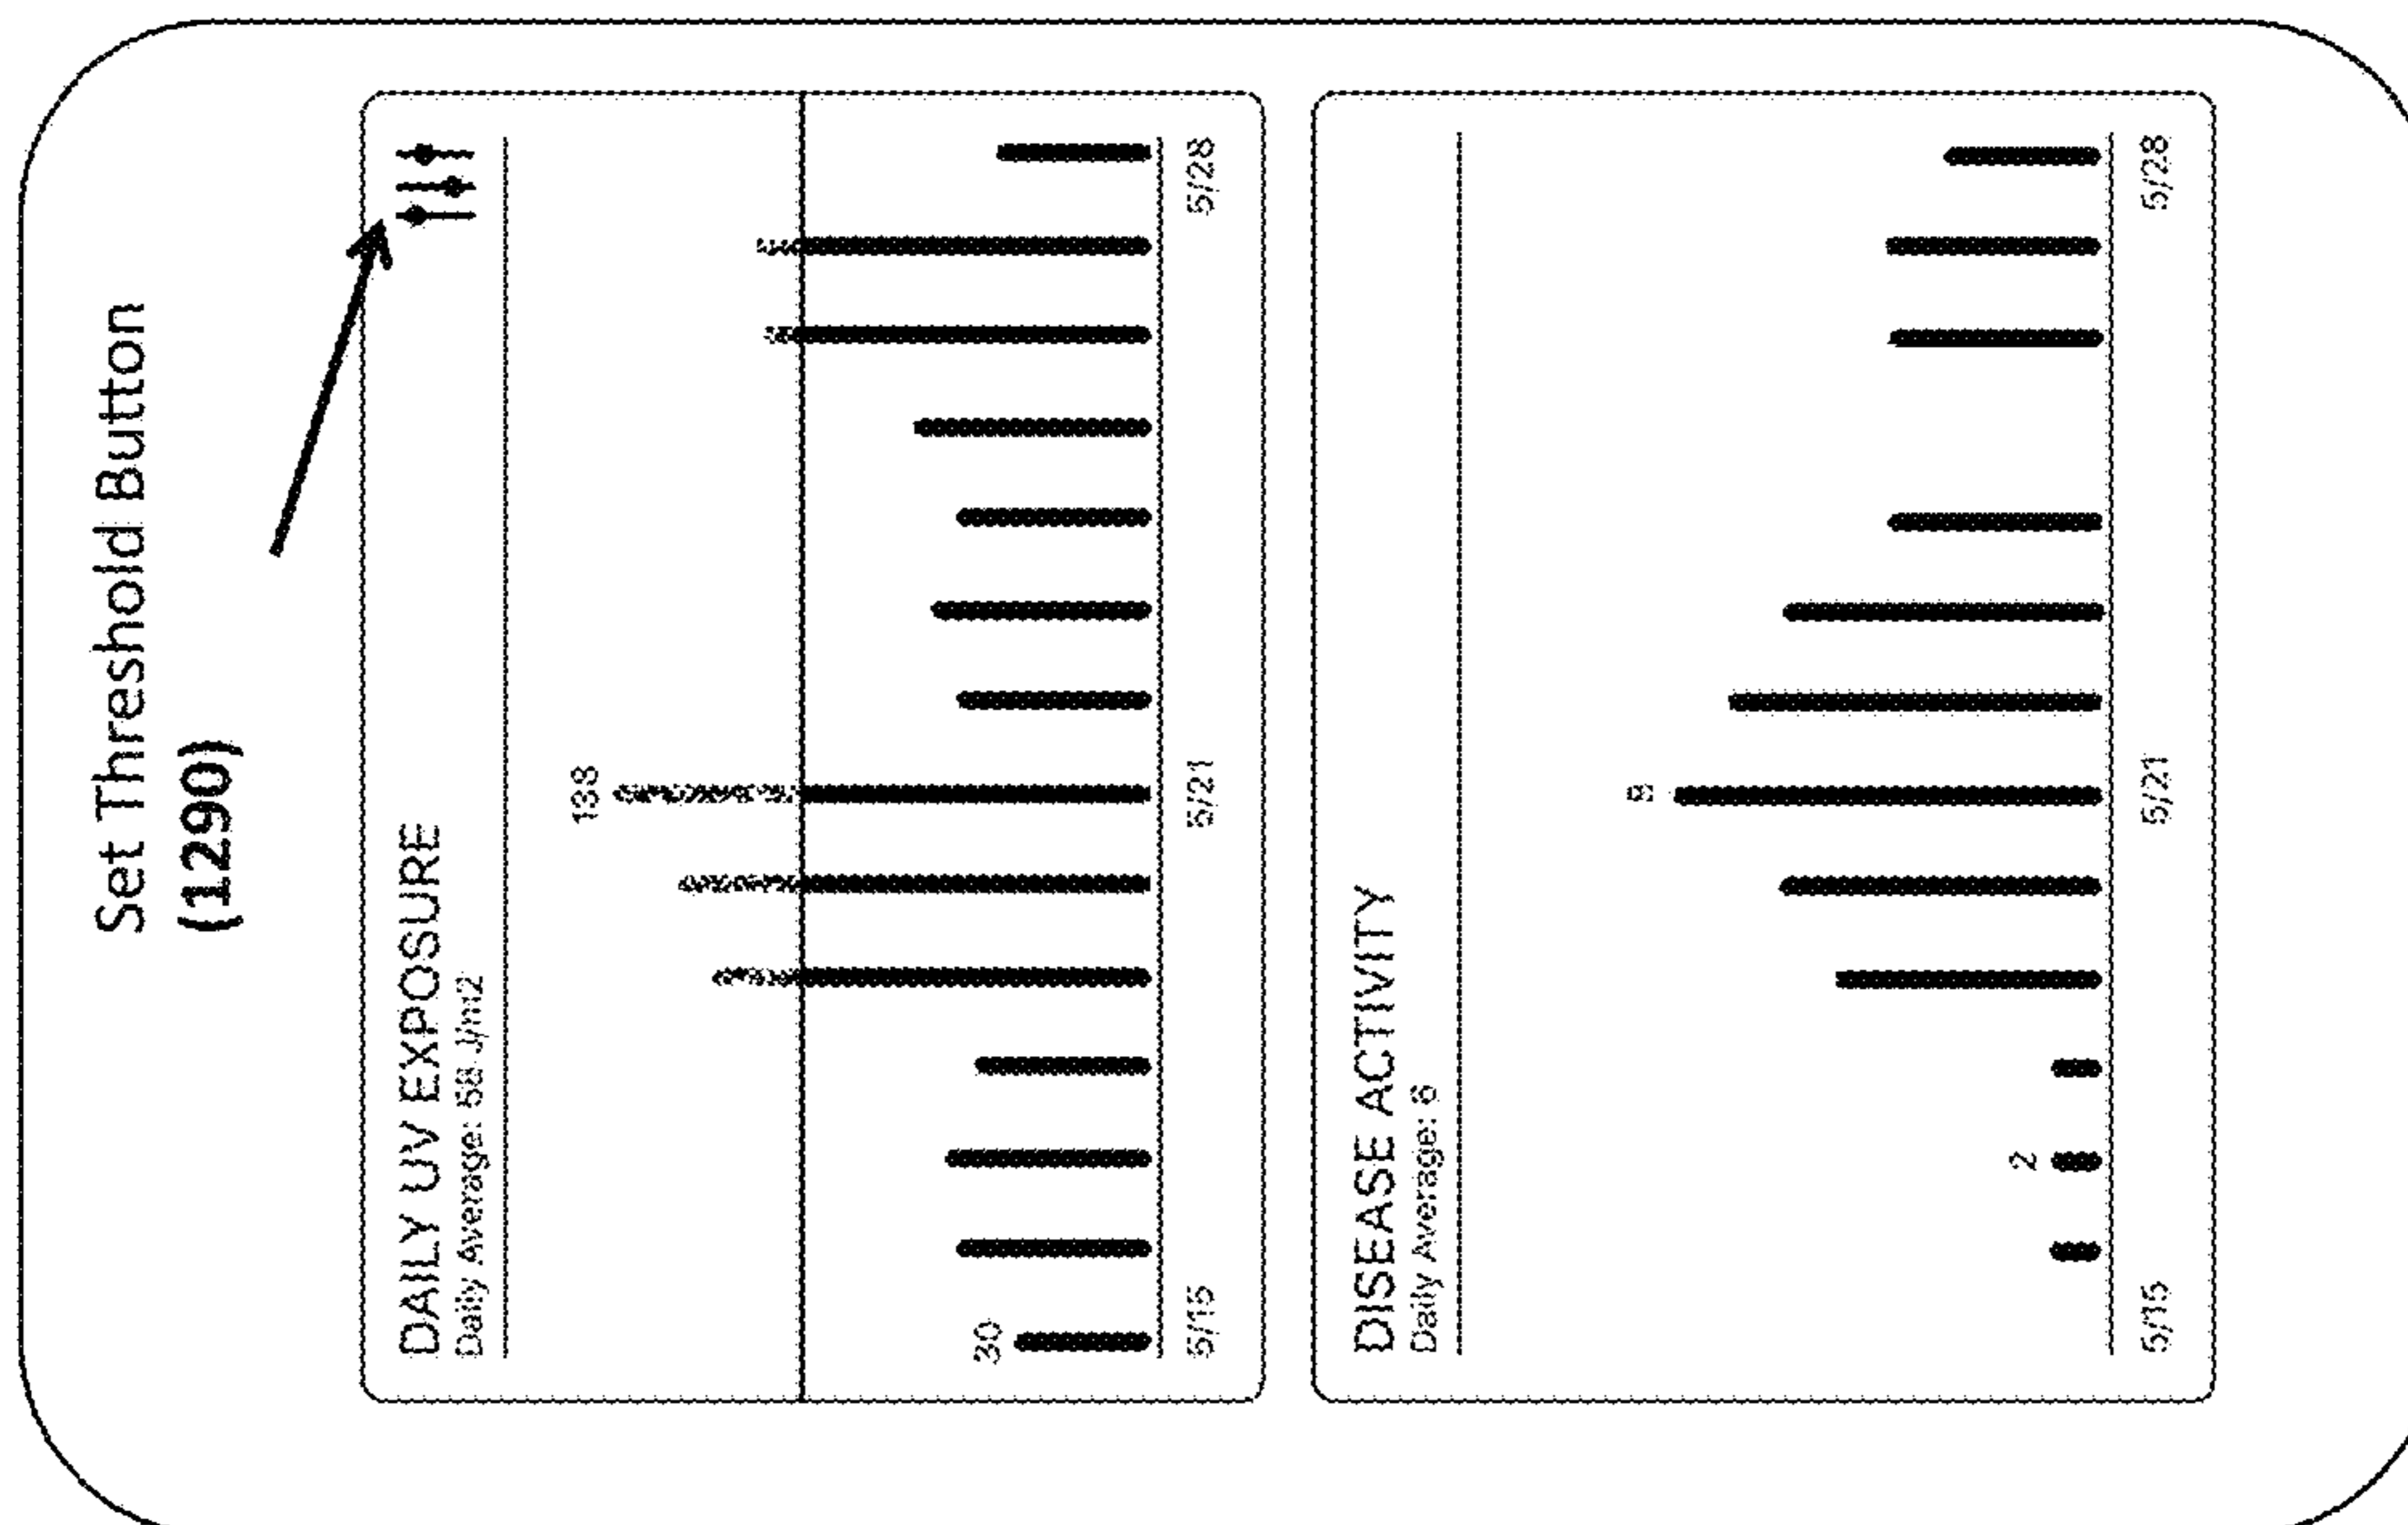 Set Threshold Button
(1290)
DAILY UV EXPOSURE
Daily Average: 58 J/m2
138
30
5/15 5/21 5/28
DISEASE ACTIVITY
Daily Average: 6
8
2
5/15 5/21 5/28